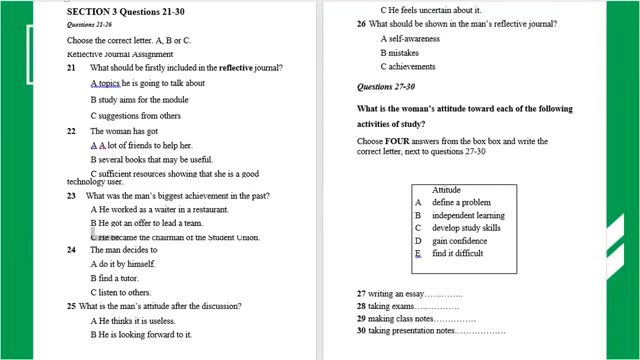 SECTION 3 Questions 21-30
Questions 21-26
Choose the correct letter. A, B or C.
Reflective Journal Assignment
21 What should be firstly included in the reflective journal?
A topics he is going to talk about
B study aims for the module
C suggestions from others
22 The woman has got
A A lot of friends to help her.
B several books that may be useful.
C sufficient resources showing that she is a good
technology user.
23 What was the man's biggest achievement in the past?
A He worked as a waiter in a restaurant.
B He got an offer to lead a team.
C He became the chairman of the Student Union.
24 The man decides to
A do it by himself.
B find a tutor.
C listen to others.
25 What is the man's attitude after the discussion?
A He thinks it is useless.
B He is looking forward to it.
C He feels uncertain about it.
26 What should be shown in the man's reflective journal?
A self-awareness
B mistakes
C achievements
Questions 27-30
What is the woman's attitude toward each of the following
activities of study?
Choose FOUR answers from the box box and write the
correct letter, next to questions 27-30
Attitude
A define a problem
B independent learning
C develop study skills
D gain confidence
E find it difficult
27 writing an essay…………..
28 taking exams……………
29 making class notes……………
30 taking presentation notes………………